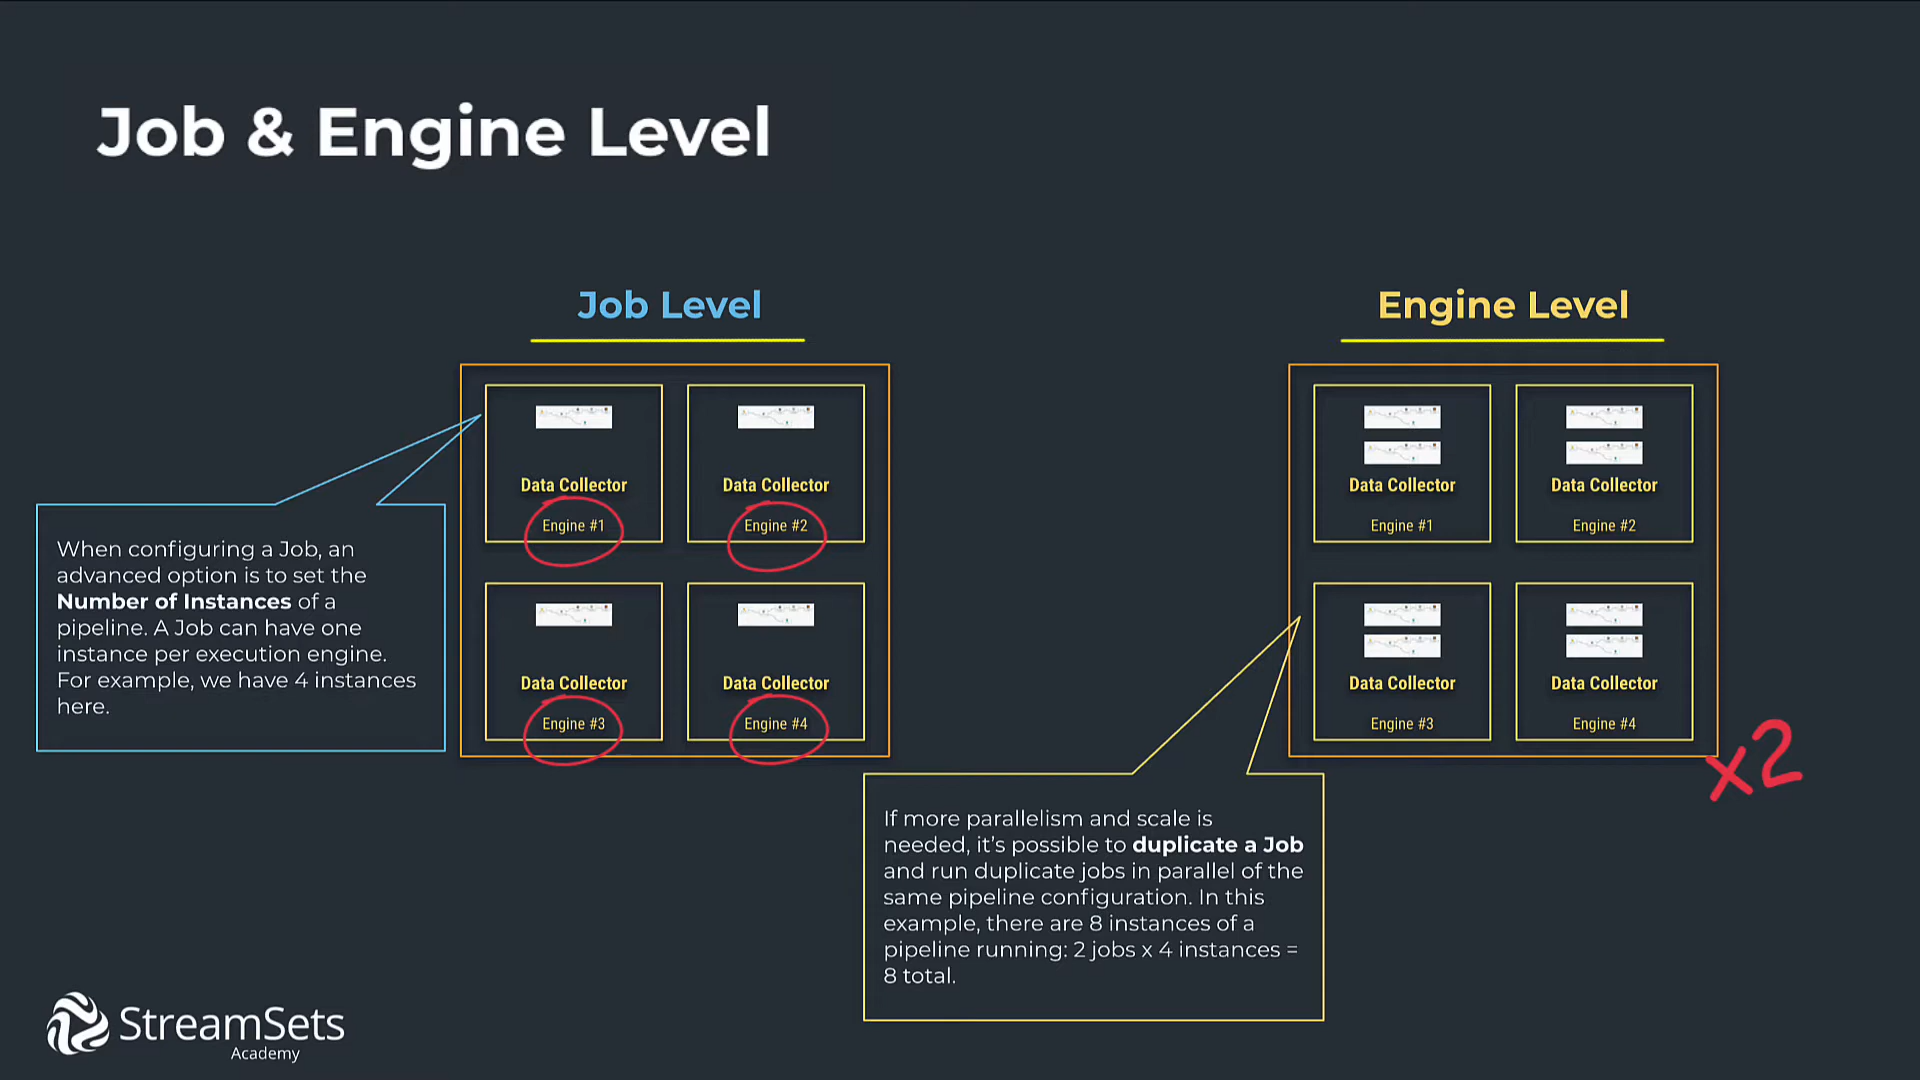 Job & Engine Level
Job Level
Data Collector
Engine #1
Data Collector
Engine #2
Data Collector
Engine #3
Data Collector
Engine #4
When configuring a Job, an
advanced option is to set the
Number of Instances of a
pipeline. A Job can have one
instance per execution engine.
For example, we have 4 instances
here.
Engine Level
Data Collector
Engine #1
Data Collector
Engine #2
Data Collector
Engine #3
Data Collector
Engine #4
x2
If more parallelism and scale is
needed, it’s possible to duplicate a Job
and run duplicate jobs in parallel of the
same pipeline configuration. In this
example, there are 8 instances of a
pipeline running: 2 jobs x 4 instances =
8 total.
StreamSets
Academy